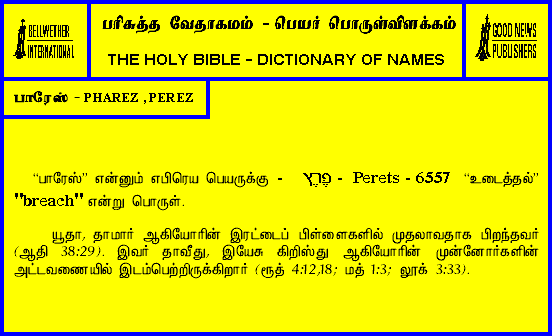 BELLWETHER
INTERNATIONAL
பரிசுத்த வேதாகமம் - பெயர் பொருள்விளக்கம்
THE HOLY BIBLE - DICTIONARY OF NAMES
GOOD NEWS
PUBLISHERS
பாரேஸ் - PHAREZ ,PEREZ
“பாரேஸ்” என்னும் எபிரெய பெயருக்கு - פֶּרֶץ - Perets - 6557 “உடைத்தல்”
"breach" என்று பொருள்.
யூதா, தாமார் ஆகியோரின் இரட்டைப் பிள்ளைகளில் முதலாவதாக பிறந்தவர்
(ஆதி 38:29). இவர் தாவீது, இயேசு கிறிஸ்து ஆகியோரின் முன்னோர்களின்
அட்டவணையில் இடம்பெற்றிருக்கிறார் (ரூத் 4:12,18; மத் 1:3; லூக் 3:33).